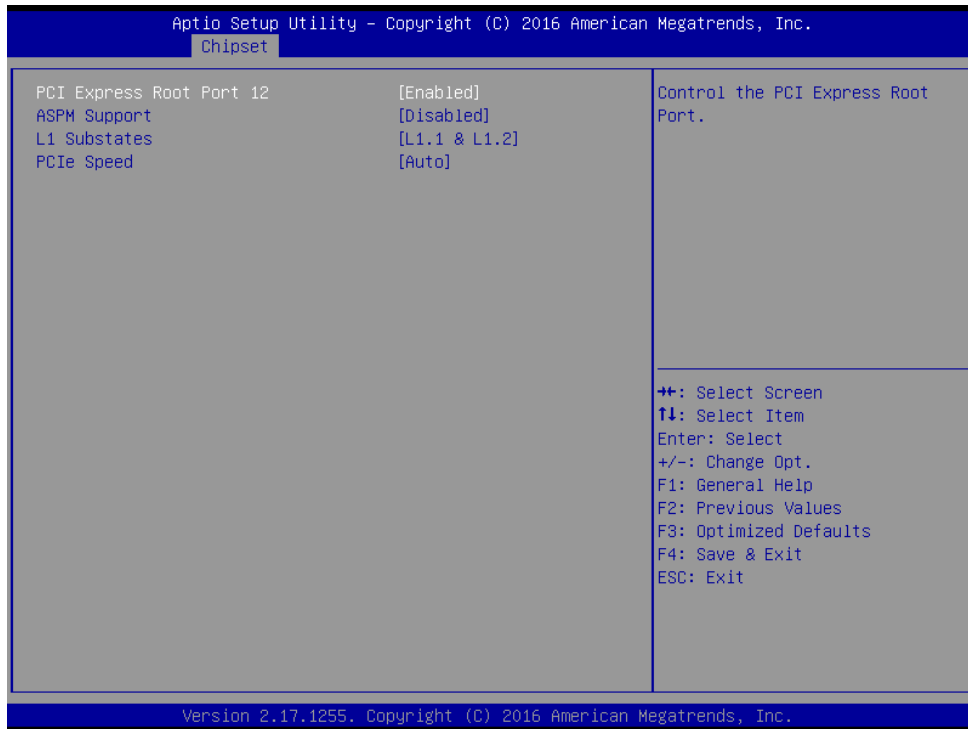 Aptio Setup Utility – Copyright (C) 2016 American Megatrends, Inc.
Chipset
PCI Express Root Port 12 [Enabled]
ASPM Support [Disabled]
L1 Substates [L1.1 & L1.2]
PCIe Speed [Auto]
Control the PCI Express Root
Port.
→←: Select Screen
↑↓: Select Item
Enter: Select
+/-: Change Opt.
F1: General Help
F2: Previous Values
F3: Optimized Defaults
F4: Save & Exit
ESC: Exit
Version 2.17.1255. Copyright (C) 2016 American Megatrends, Inc.